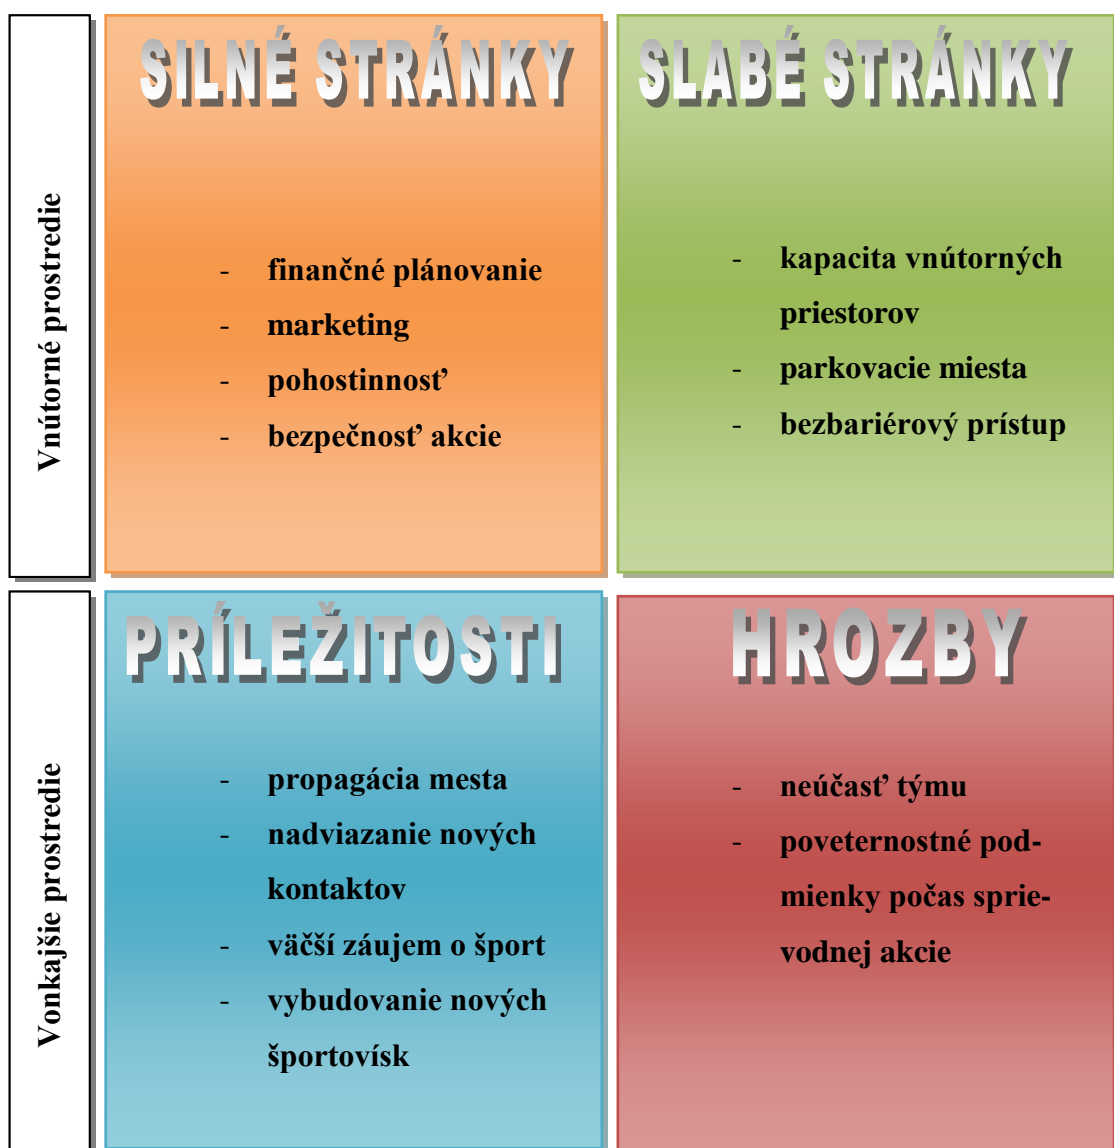 Vnútorné prostredie
SILNÉ STRÁNKY
- finančné plánovanie
- marketing
- pohostinnosť
- bezpečnosť akcie
SLABÉ STRÁNKY
- kapacita vnútorných
priestorov
- parkovacie miesta
- bezbariérový prístup
Vonkajšie prostredie
PRÍLEŽITOSTI
- propagácia mesta
- nadviazanie nových
kontaktov
- väčší záujem o šport
- vybudovanie nových
športovísk
HROZBY
- neúčasť týmu
- poveternostné pod-
mienky počas sprie-
vodnej akcie